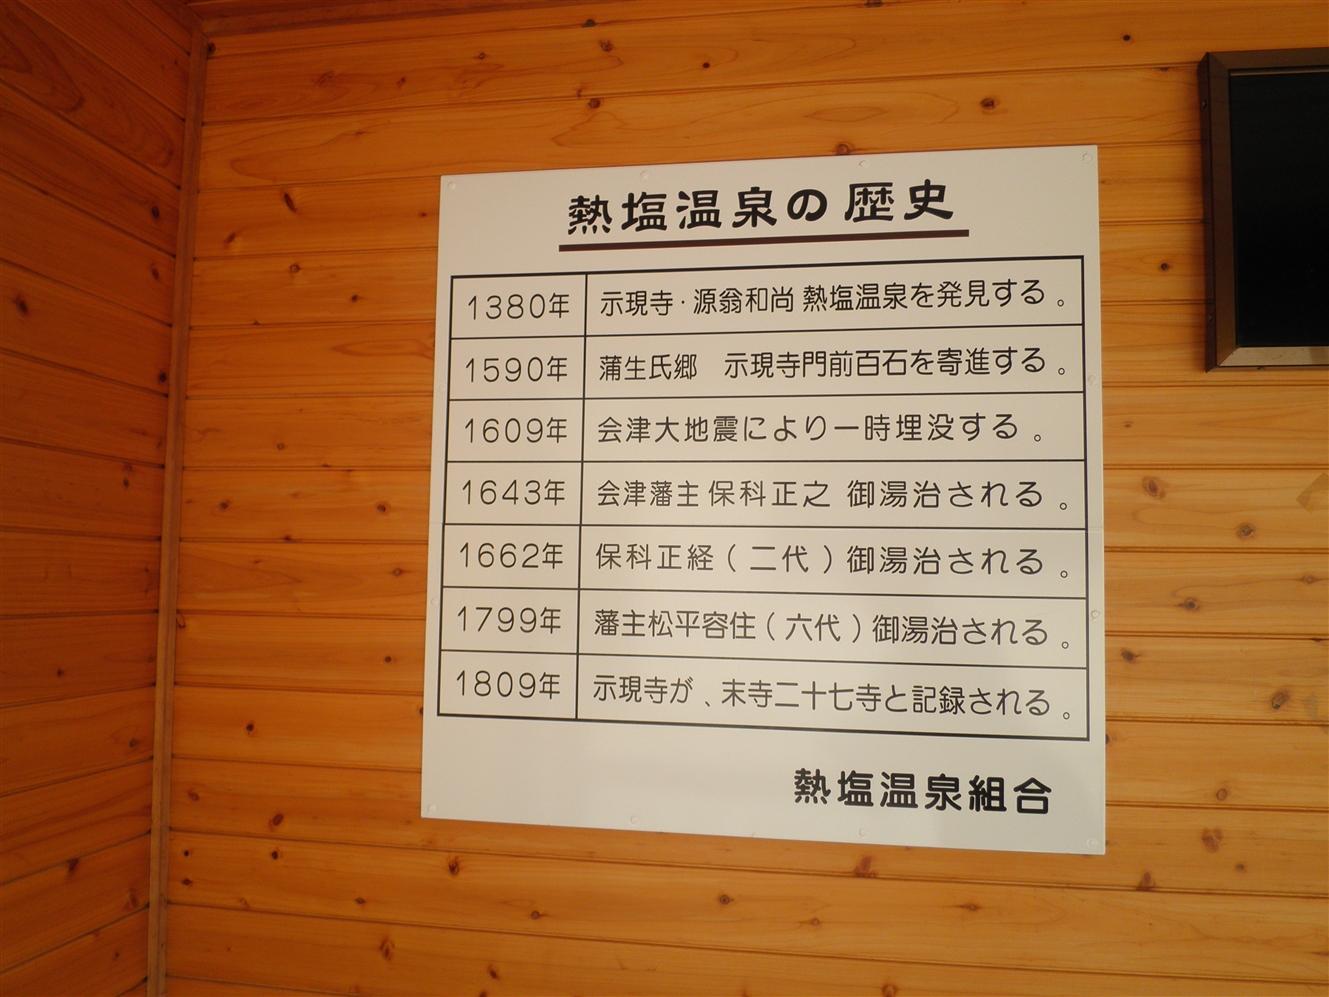 熱塩温泉の歴史
1380年 示現寺・源翁和尚 熱塩温泉を発見する。
1590年 蒲生氏郷 示現寺門前百石を寄進する。
1609年 会津大地震により一時埋没する。
1643年 会津藩主 保科正之 御湯治される。
1662年 保科正経(二代)御湯治される。
1799年 藩主松平容住(六代)御湯治される。
1809年 示現寺が、末寺二十七寺と記録される。
熱塩温泉組合